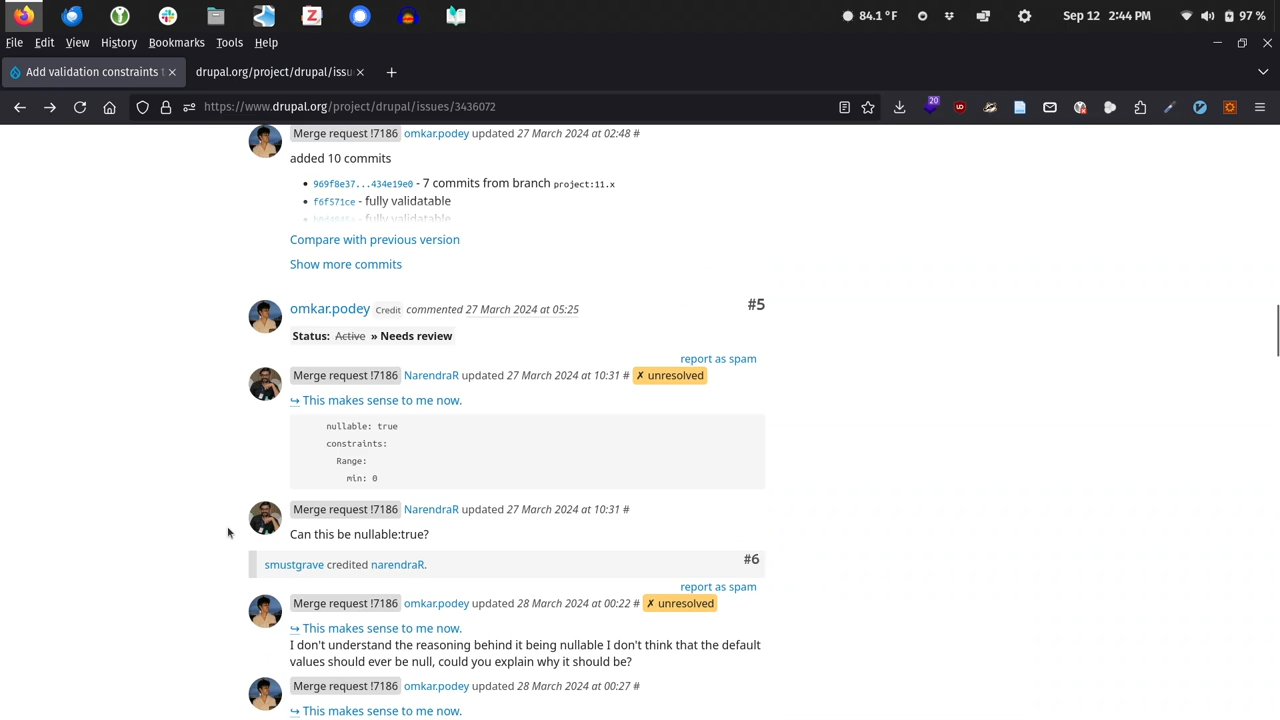 84.1 °F
Sep 12 2:44 PM
97 %
File Edit View History Bookmarks Tools Help
Add validation constraints t
drupal.org/project/drupal/issu
https://www.drupal.org/project/drupal/issues/3436072
20
Merge request !7186 omkar.podey updated 27 March 2024 at 02:48 #
added 10 commits
• 969f8e37...434e19e0 - 7 commits from branch project:11.x
• f6f571ce - fully validatable
- fully validatable
Compare with previous version
Show more commits
omkar.podey Credit commented 27 March 2024 at 05:25 #5
Status: Active » Needs review
report as spam
Merge request !7186 NarendraR updated 27 March 2024 at 10:31 # ✗ unresolved
↪ This makes sense to me now.
nullable: true
constraints:
Range:
min: 0
Merge request !7186 NarendraR updated 27 March 2024 at 10:31 #
Can this be nullable:true?
smustgrave credited narendraR. #6
report as spam
Merge request !7186 omkar.podey updated 28 March 2024 at 00:22 # ✗ unresolved
↪ This makes sense to me now.
I don't understand the reasoning behind it being nullable I don't think that the default
values should ever be null, could you explain why it should be?
Merge request !7186 omkar.podey updated 28 March 2024 at 00:27 #
↪ This makes sense to me now.